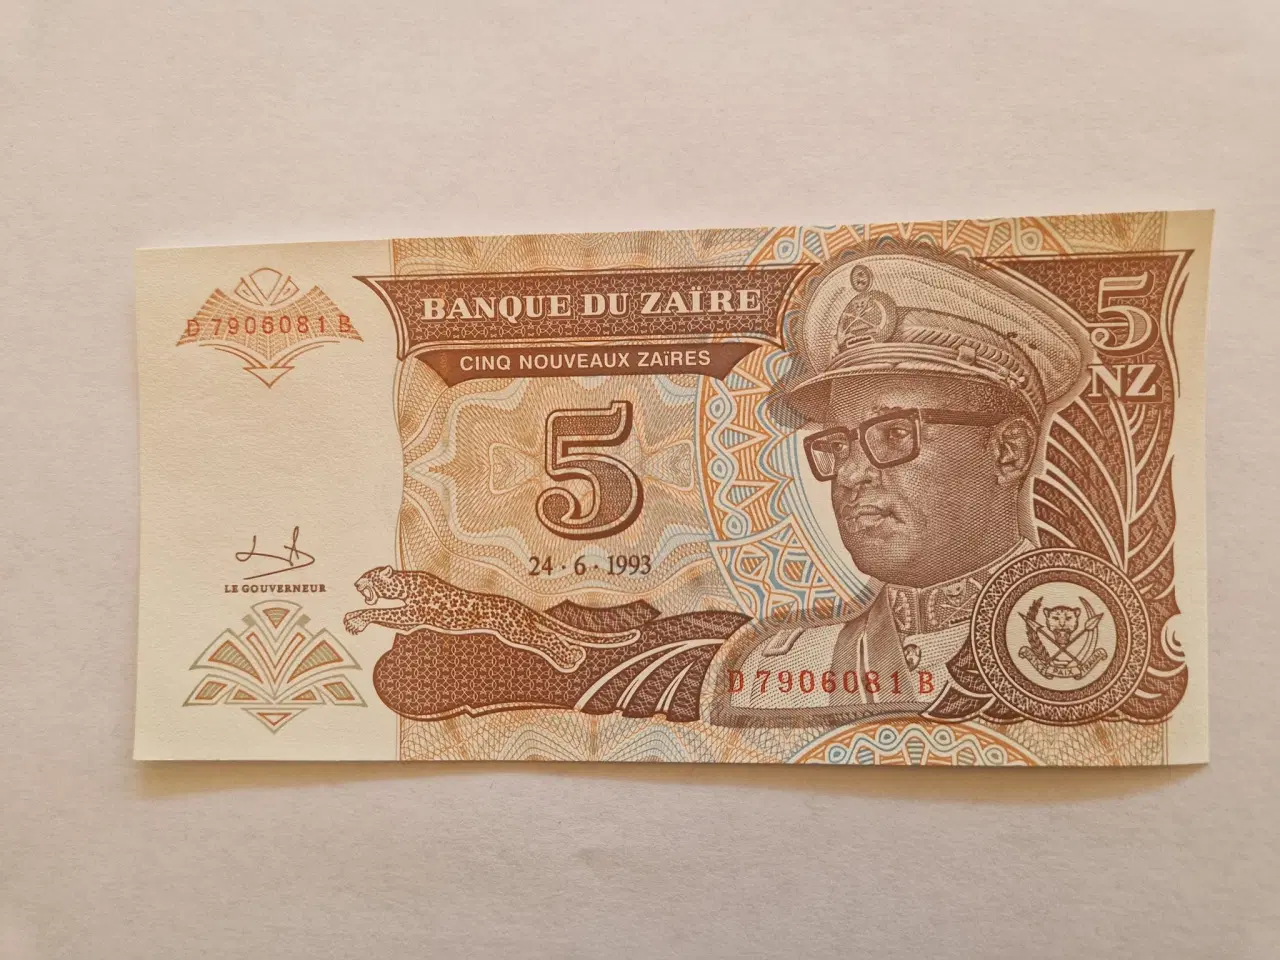 BANQUE DU ZAÏRE
CINQ NOUVEAUX ZAïRES
5
NZ
D 7906081 B
5
24·6·1993
LE GOUVERNEUR
D 7906081 B